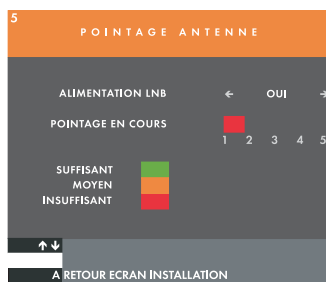 5
POINTAGE ANTENNE
ALIMENTATION LNB ← OUI →
POINTAGE EN COURS
1 2 3 4 5
SUFFISANT
MOYEN
INSUFFISANT
↑↓
A RETOUR ECRAN INSTALLATION